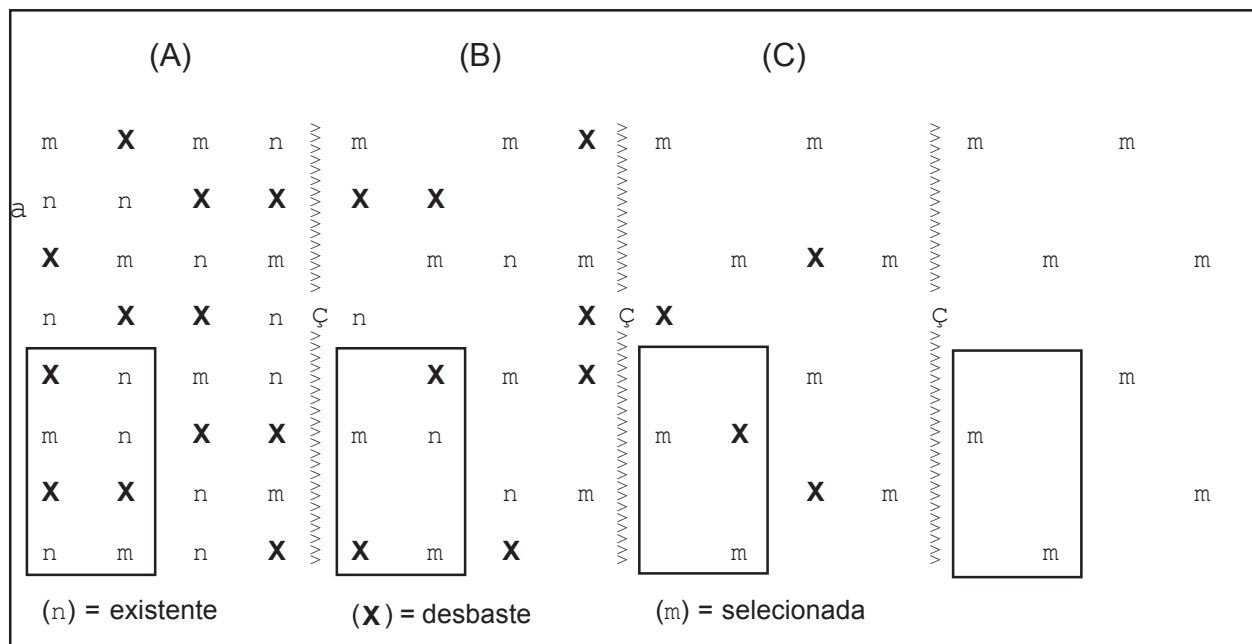 (A) (B) (C)
m X m n m m X m m m m
a n n X X X X
X m n m m n m m X m m m
n X X n Ç n X Ç X Ç
X n m n X m X m m
m n X X m n m X m
X X n m n m X m m
n m n X X m X m m
(n) = existente (X) = desbaste (m) = selecionada